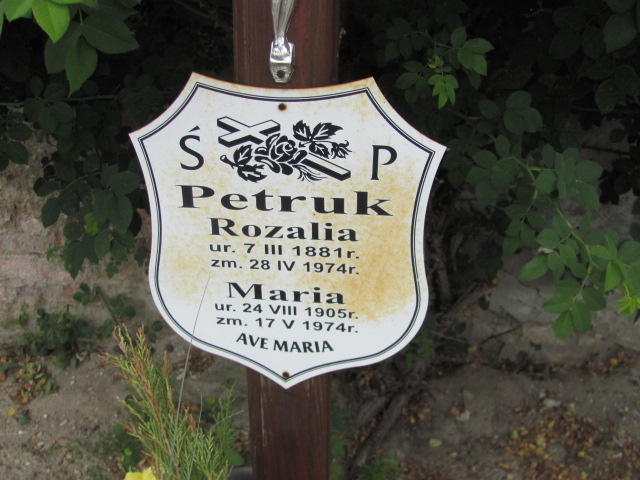 Ś P
Petruk
Rozalia
ur. 7 III 1881r.
zm. 28 IV 1974r.
Maria
ur. 24 VIII 1905r.
zm. 17 V 1974r.
AVE MARIA